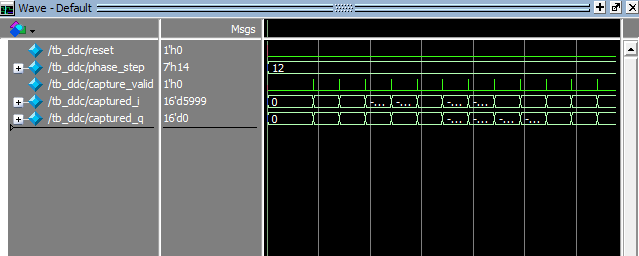 Wave - Default
Msgs
/tb_ddc/reset 1'h0
/tb_ddc/phase_step 7'h14 12
/tb_ddc/capture_valid 1'h0
/tb_ddc/captured_i 16'd5999 0 -... -... -... -...
/tb_ddc/captured_q 16'd0 0 -... -... -... -...